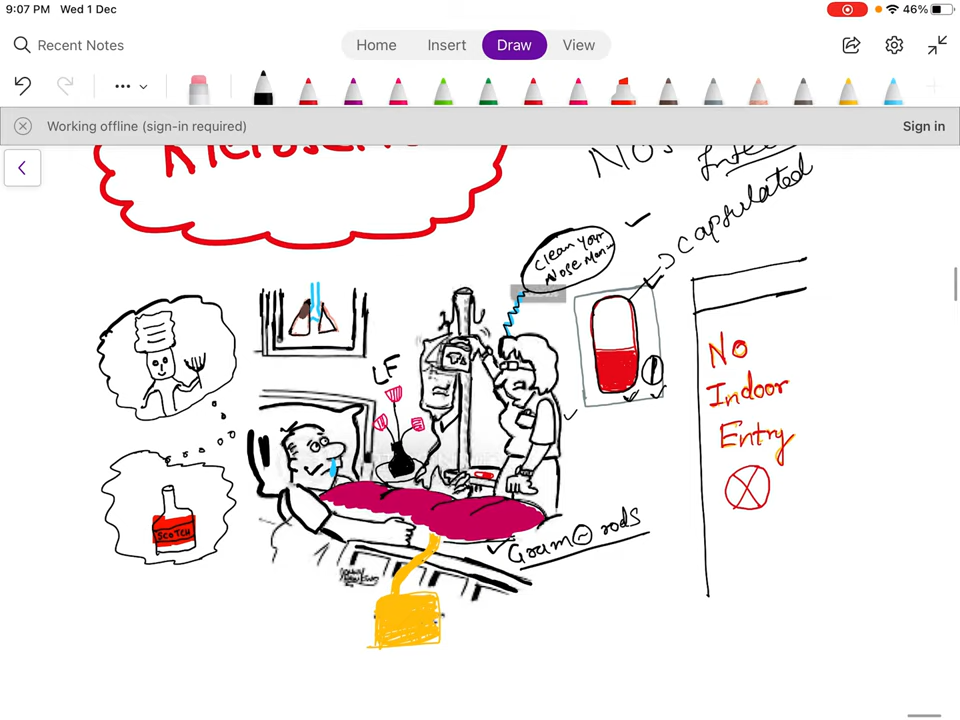 9:07 PM Wed 1 Dec
46%
Recent Notes
Home
Insert
Draw
View
Working offline (sign-in required)
Sign in
Nos
capsulated
Clean your
Nose Man
LF
SCOTCH
Gram rods
No
Indoor
Entry